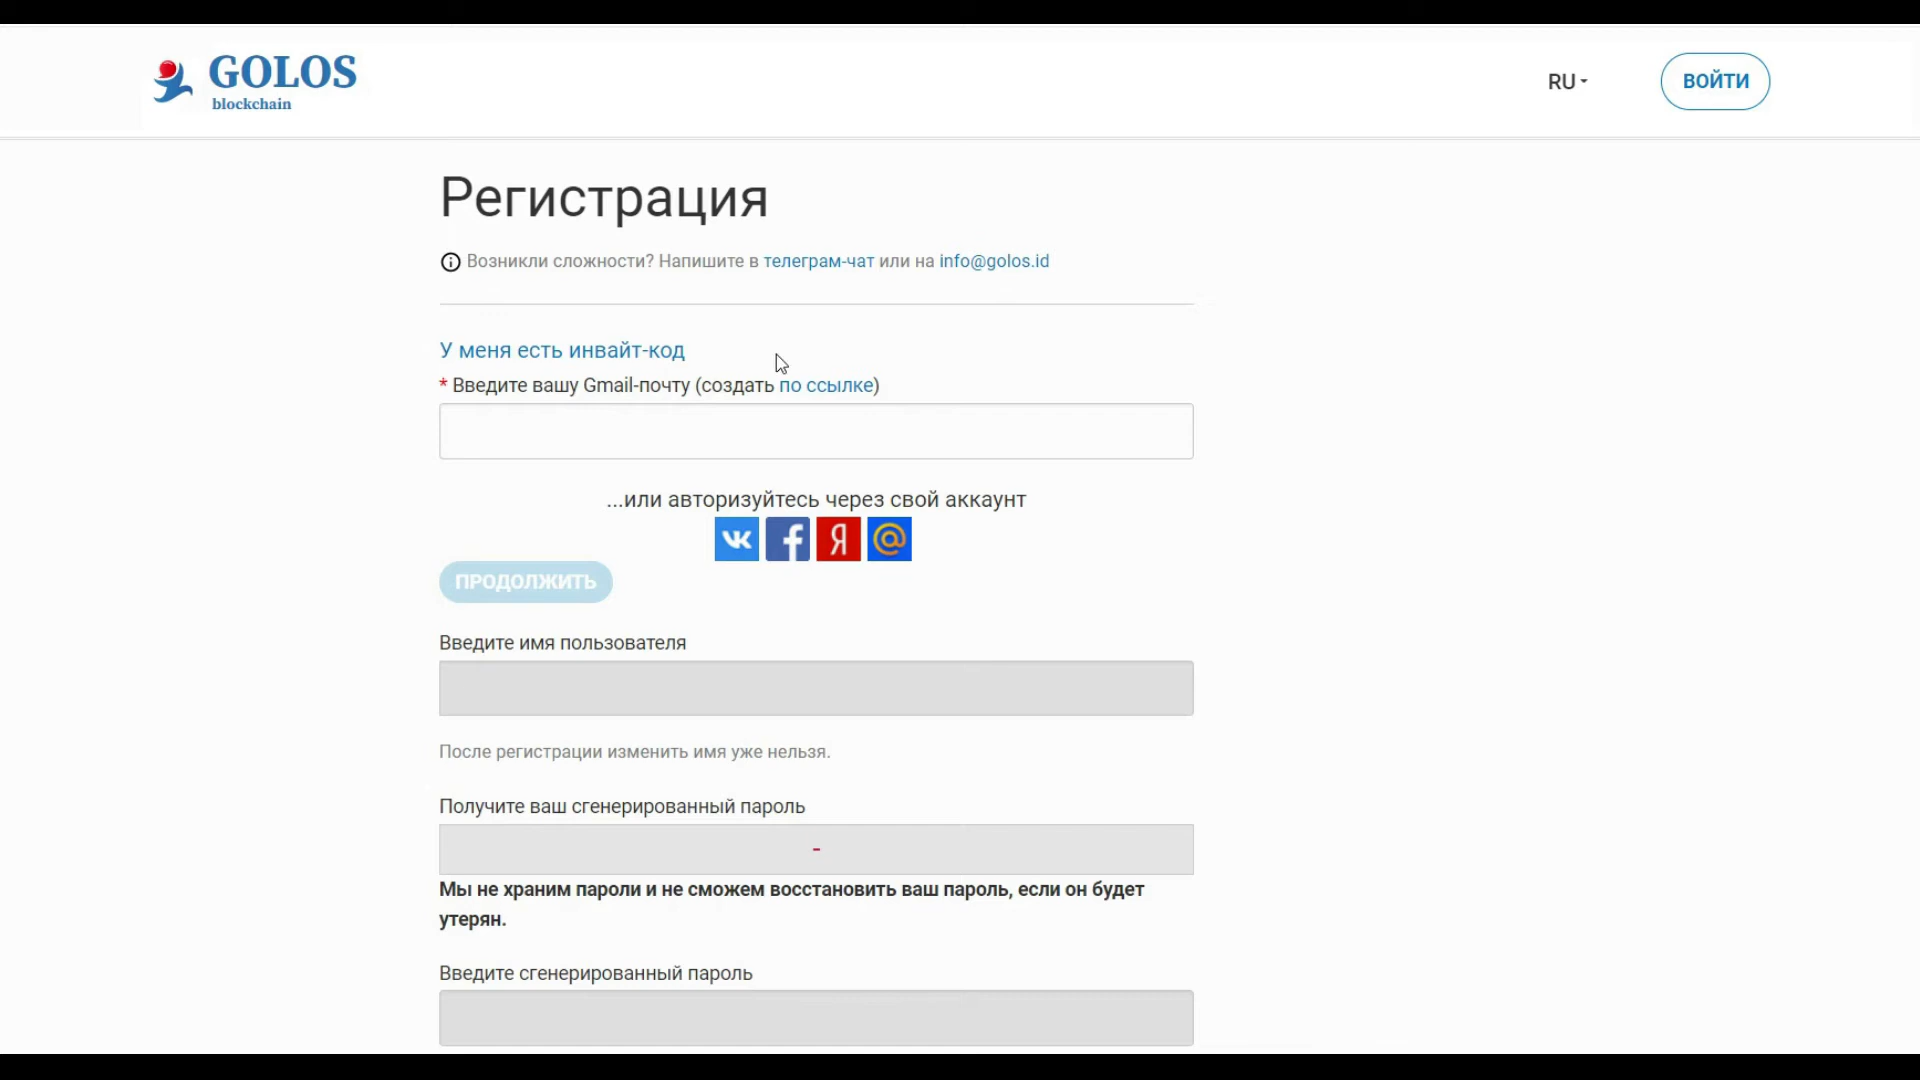 GOLOS
blockchain
RU
ВОЙТИ
Регистрация
Возникли сложности? Напишите в телеграм-чат или на info@golos.id
У меня есть инвайт-код
* Введите вашу Gmail-почту (создать по ссылке)
...или авторизуйтесь через свой аккаунт
ПРОДОЛЖИТЬ
Введите имя пользователя
После регистрации изменить имя уже нельзя.
Получите ваш сгенерированный пароль
-
Мы не храним пароли и не сможем восстановить ваш пароль, если он будет
утерян.
Введите сгенерированный пароль